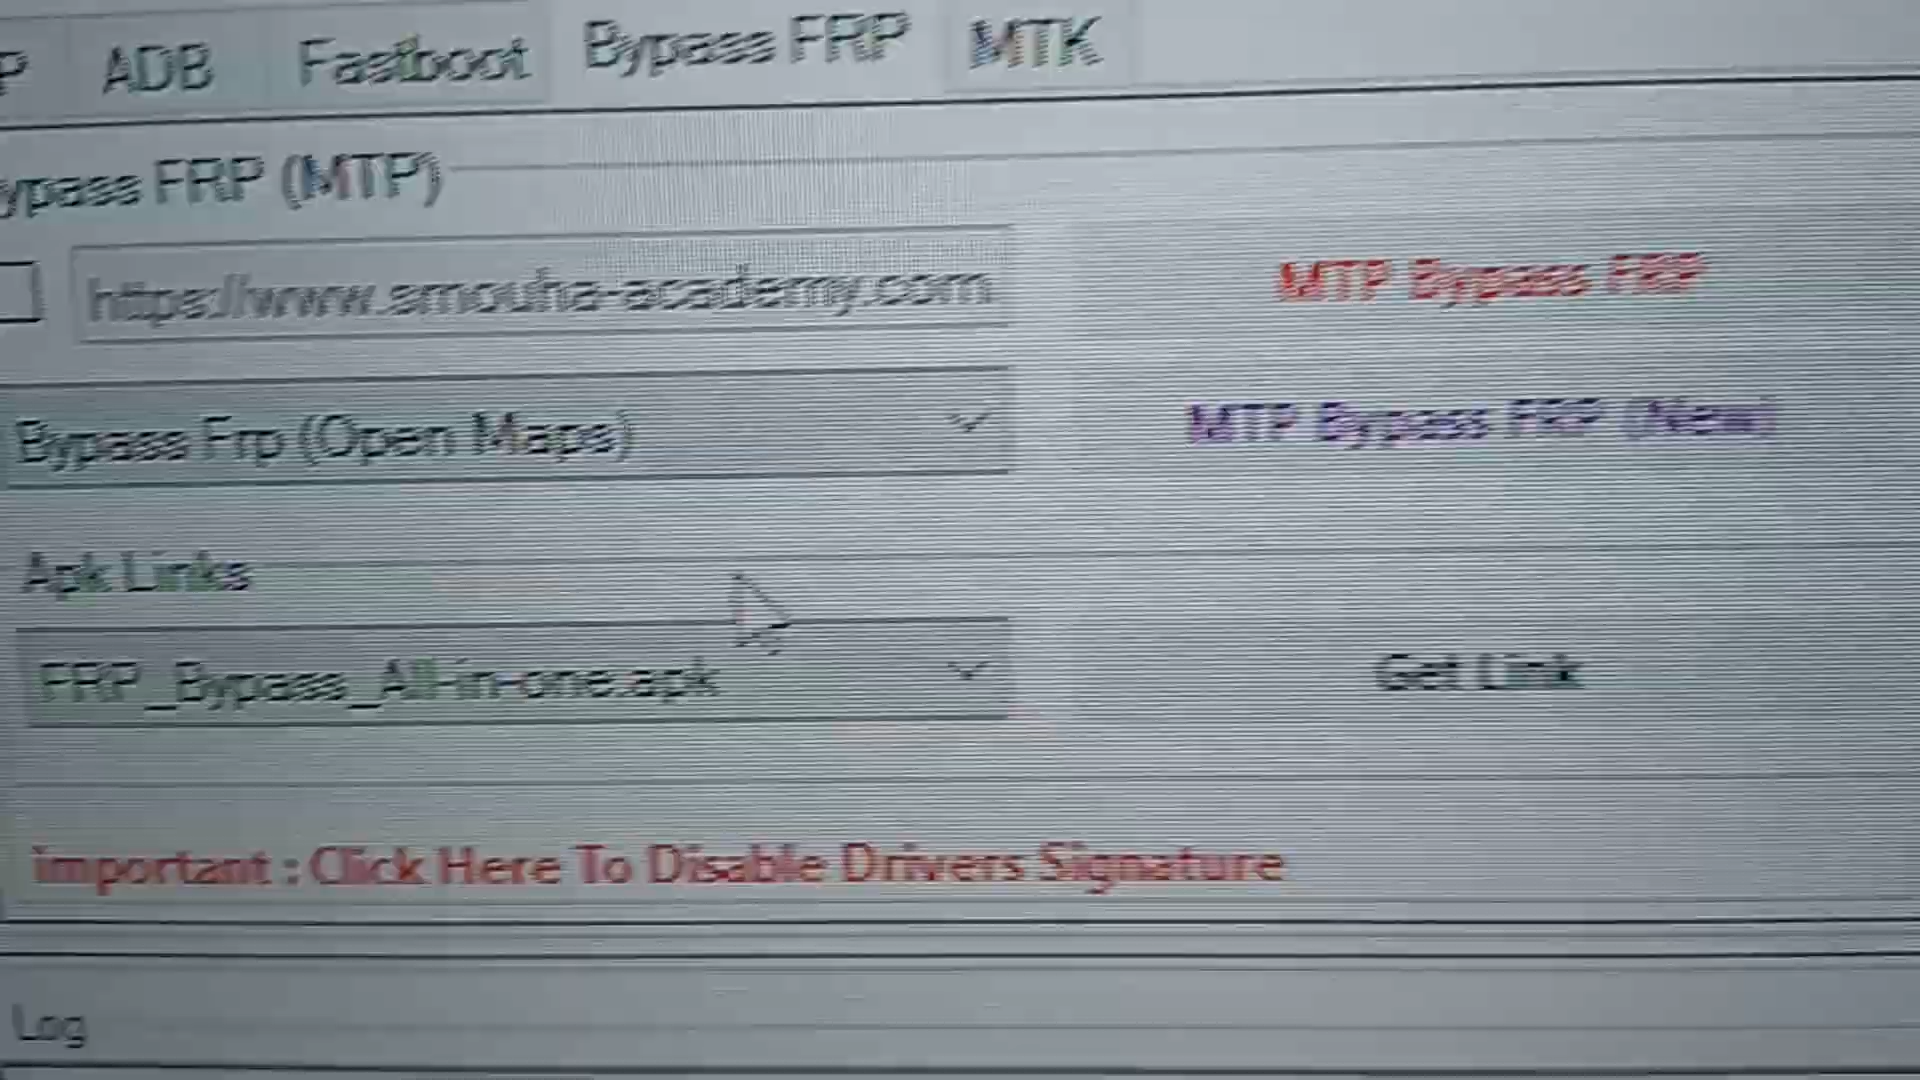 P ADB Fastboot Bypass FRP MTK
ypass FRP (MTP)
https://www.smouha-academy.com
MTP Bypass FRP
Bypass Frp (Open Maps)
MTP Bypass FRP (New)
Apk Links
FRP_Bypass_All-in-one.apk
Get Link
important : Click Here To Disable Drivers Signature
Log